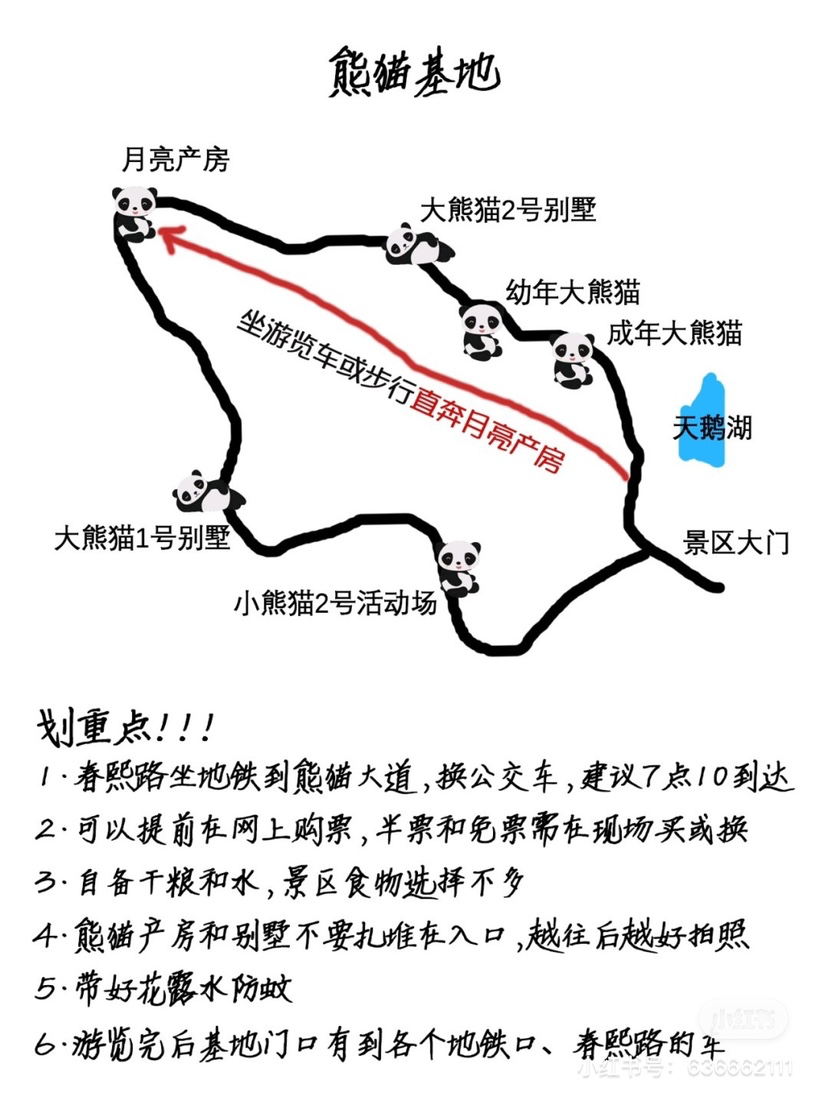 熊猫基地
月亮产房
大熊猫2号别墅
幼年大熊猫
成年大熊猫
坐游览车或步行直奔月亮产房
天鹅湖
景区大门
大熊猫1号别墅
小熊猫2号活动场
划重点!!!
1·春熙路坐地铁到熊猫大道,换公交车,建议7点10到达
2·可以提前在网上购票,半票和免票需在现场买或换
3·自备干粮和水,景区食物选择不多
4·熊猫产房和别墅不要扎堆在入口,越往后越好拍照
5·带好花露水防蚊
6·游览完后基地门口有到各个地铁口、春熙路的车
小红书
小红书号:636662111